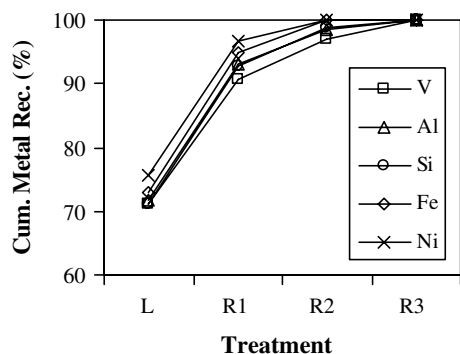 Cum. Metal Rec. (%)
100
90
80
70
60
V
Al
Si
Fe
Ni
L R1 R2 R3
Treatment